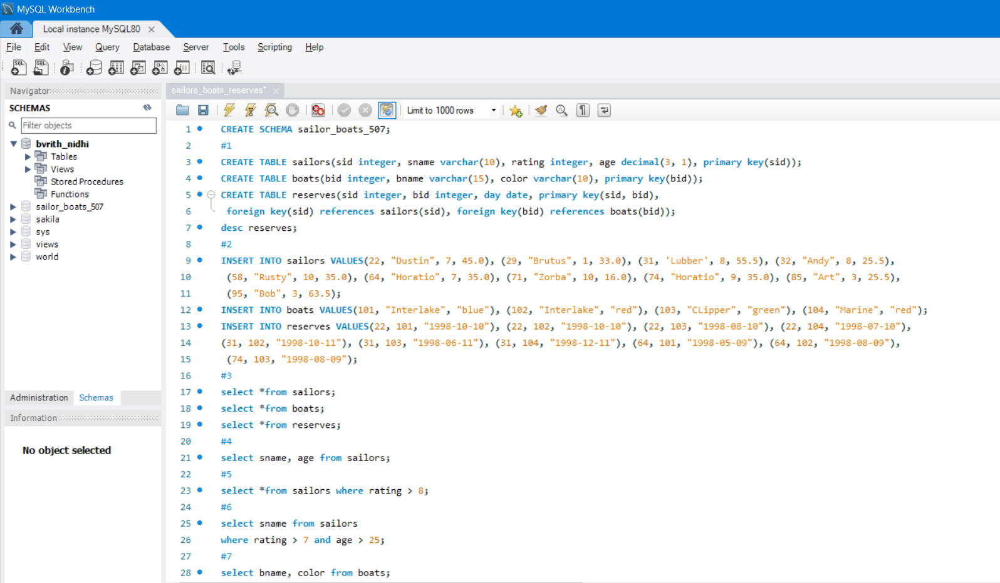 MySQL Workbench
Local instance MySQL80
File Edit View Query Database Server Tools Scripting Help
Navigator
SCHEMAS
Filter objects
bvrith_nidhi
Tables
Views
Stored Procedures
Functions
sailor_boats_507
sakila
sys
views
world
Administration Schemas
Information
No object selected
sailors_boats_reserves*
Limit to 1000 rows
1 CREATE SCHEMA sailor_boats_507;
2 #1
3 CREATE TABLE sailors(sid integer, sname varchar(10), rating integer, age decimal(3, 1), primary key(sid));
4 CREATE TABLE boats(bid integer, bname varchar(15), color varchar(10), primary key(bid));
5 CREATE TABLE reserves(sid integer, bid integer, day date, primary key(sid, bid),
6 foreign key(sid) references sailors(sid), foreign key(bid) references boats(bid));
7 desc reserves;
8 #2
9 INSERT INTO sailors VALUES(22, "Dustin", 7, 45.0), (29, "Brutus", 1, 33.0), (31, 'Lubber', 8, 55.5), (32, "Andy", 8, 25.5),
10 (58, "Rusty", 10, 35.0), (64, "Horatio", 7, 35.0), (71, "Zorba", 10, 16.0), (74, "Horatio", 9, 35.0), (85, "Art", 3, 25.5),
11 (95, "Bob", 3, 63.5);
12 INSERT INTO boats VALUES(101, "Interlake", "blue"), (102, "Interlake", "red"), (103, "CLipper", "green"), (104, "Marine", "red");
13 INSERT INTO reserves VALUES(22, 101, "1998-10-10"), (22, 102, "1998-10-10"), (22, 103, "1998-08-10"), (22, 104, "1998-07-10"),
14 (31, 102, "1998-10-11"), (31, 103, "1998-06-11"), (31, 104, "1998-12-11"), (64, 101, "1998-05-09"), (64, 102, "1998-08-09"),
15 (74, 103, "1998-08-09");
16 #3
17 select *from sailors;
18 select *from boats;
19 select *from reserves;
20 #4
21 select sname, age from sailors;
22 #5
23 select *from sailors where rating > 8;
24 #6
25 select sname from sailors
26 where rating > 7 and age > 25;
27 #7
28 select bname, color from boats;